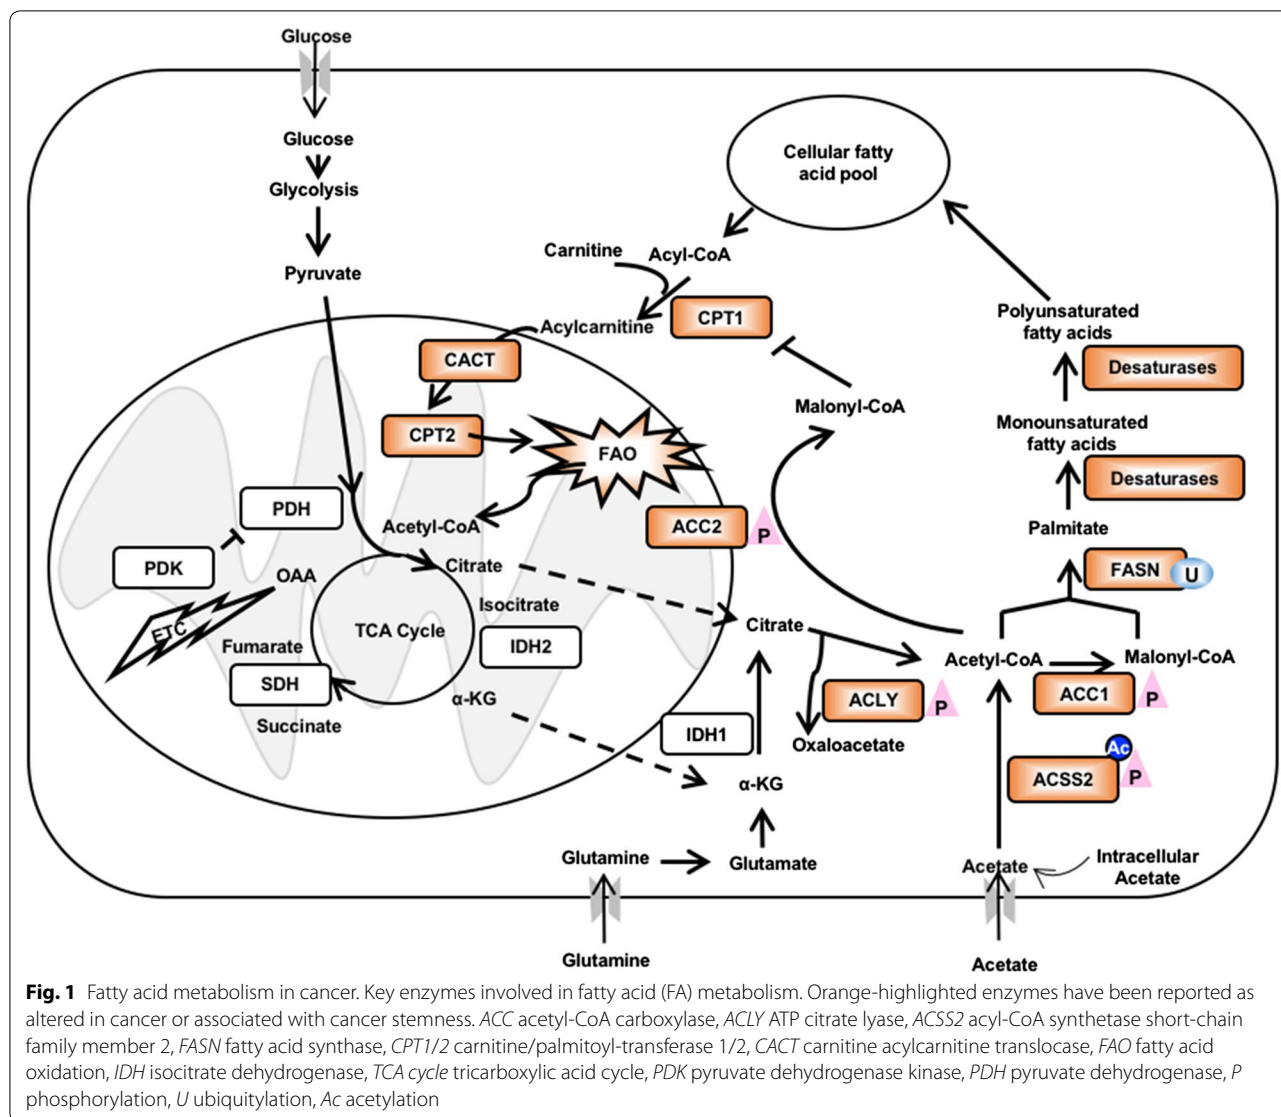 Glucose
Glucose
Glycolysis
Pyruvate
Cellular fatty
acid pool
Carnitine
Acyl-CoA
Acylcarnitine
CPT1
CACT
CPT2
FAO
Malonyl-CoA
Polyunsaturated
fatty acids
Desaturases
Monounsaturated
fatty acids
Desaturases
Palmitate
FASN
U
PDH
PDK
Acetyl-CoA
ACC2
P
OAA
Citrate
ETC
Isocitrate
TCA Cycle
IDH2
Fumarate
SDH
α-KG
Succinate
Citrate
Acetyl-CoA
Malonyl-CoA
ACLY
P
ACC1
P
IDH1
Oxaloacetate
Ac
ACSS2
P
α-KG
Glutamine
Glutamate
Acetate
Intracellular
Acetate
Glutamine
Acetate
Fig. 1 Fatty acid metabolism in cancer. Key enzymes involved in fatty acid (FA) metabolism. Orange-highlighted enzymes have been reported as
altered in cancer or associated with cancer stemness. ACC acetyl-CoA carboxylase, ACLY ATP citrate lyase, ACSS2 acyl-CoA synthetase short-chain
family member 2, FASN fatty acid synthase, CPT1/2 carnitine/palmitoyl-transferase 1/2, CACT carnitine acylcarnitine translocase, FAO fatty acid
oxidation, IDH isocitrate dehydrogenase, TCA cycle tricarboxylic acid cycle, PDK pyruvate dehydrogenase kinase, PDH pyruvate dehydrogenase, P
phosphorylation, U ubiquitylation, Ac acetylation